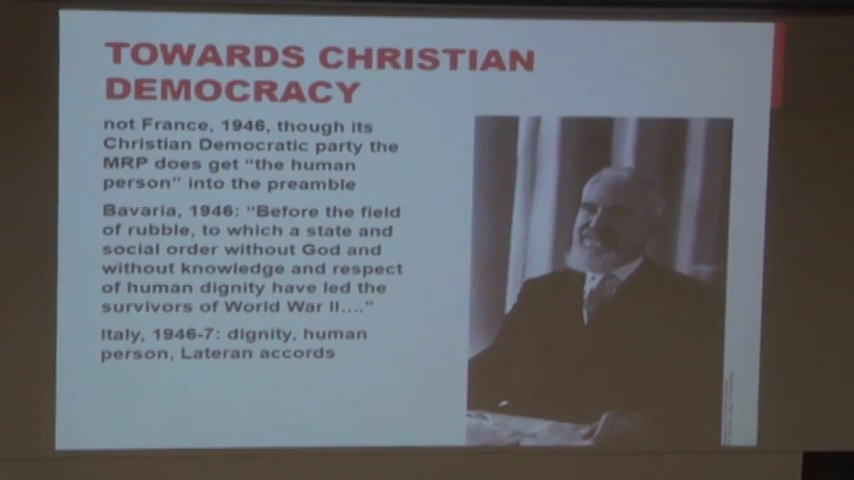 TOWARDS CHRISTIAN
DEMOCRACY
not France, 1946, though its
Christian Democratic party the
MRP does get "the human
person" into the preamble
Bavaria, 1946: "Before the field
of rubble, to which a state and
social order without God and
without knowledge and respect
of human dignity have led the
survivors of World War II...."
Italy, 1946-7: dignity, human
person, Lateran accords